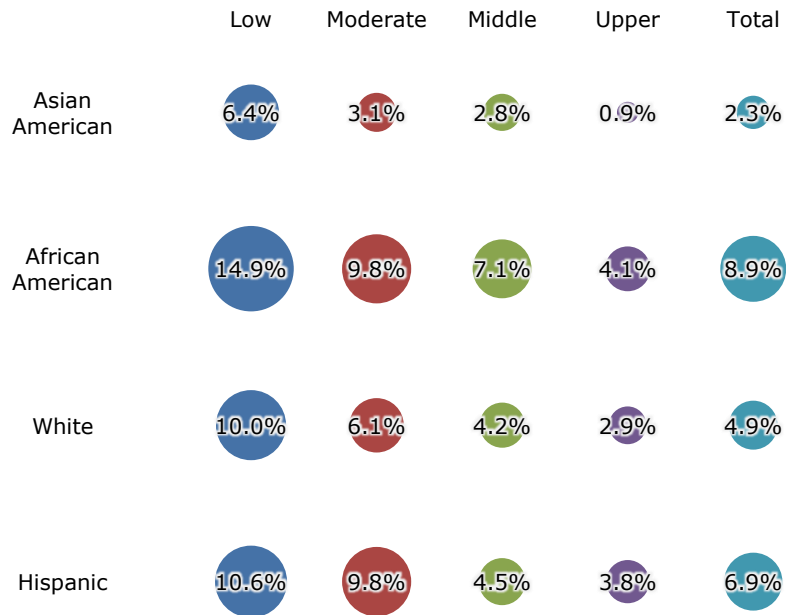 Low Moderate Middle Upper Total
Asian
American
6.4% 3.1% 2.8% 0.9% 2.3%
African
American
14.9% 9.8% 7.1% 4.1% 8.9%
White 10.0% 6.1% 4.2% 2.9% 4.9%
Hispanic 10.6% 9.8% 4.5% 3.8% 6.9%